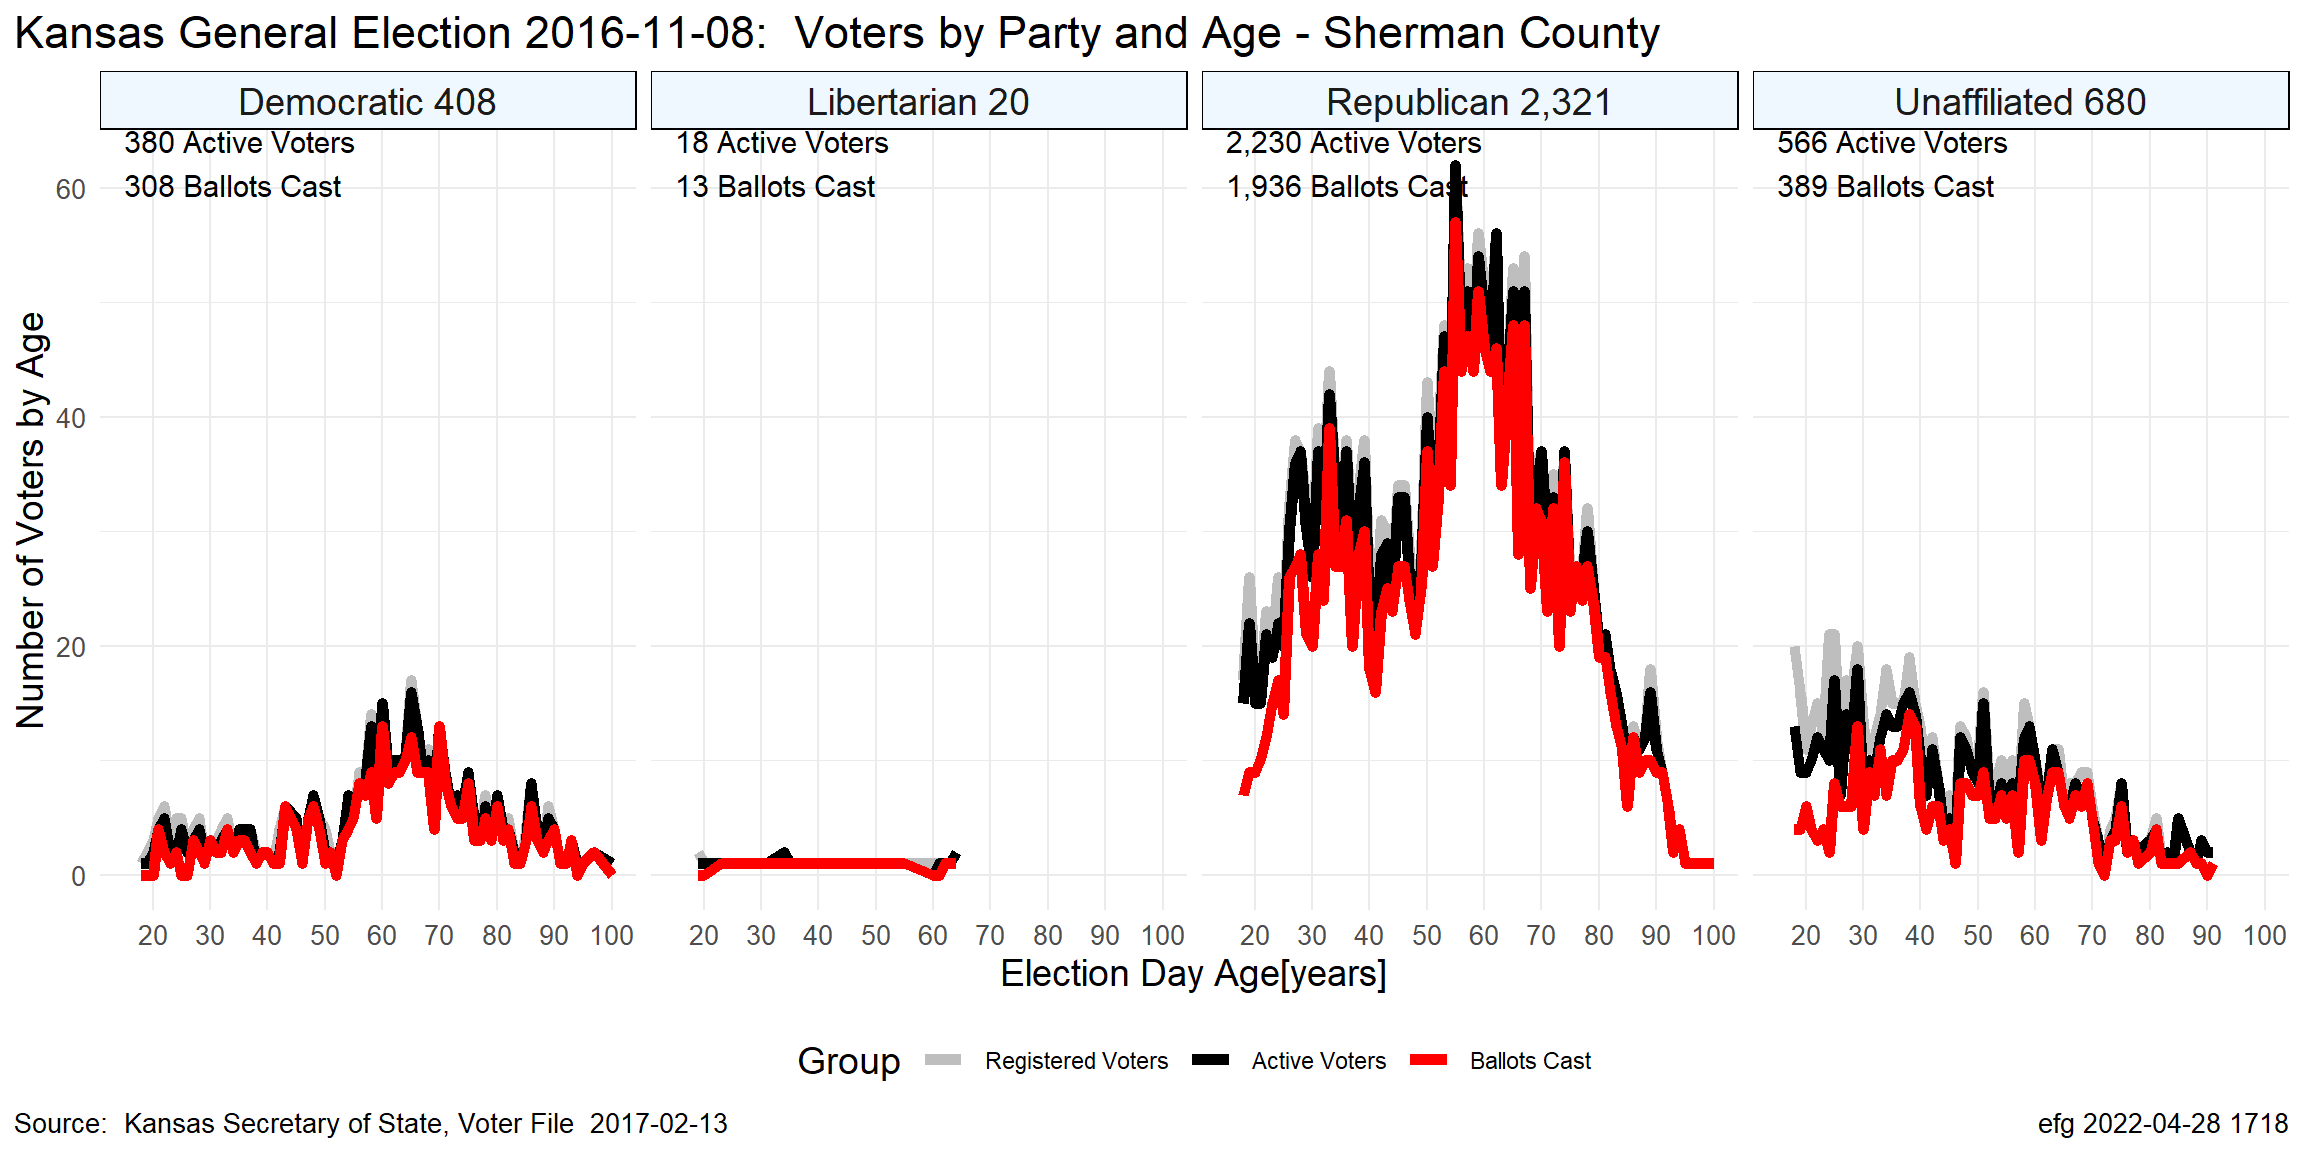 Kansas General Election 2016-11-08:  Voters by Party and Age - Sherman County
Democratic 408
Libertarian 20
Republican 2,321
Unaffiliated 680
380 Active Voters
308 Ballots Cast
18 Active Voters
13 Ballots Cast
2,230 Active Voters
1,936 Ballots Cast
566 Active Voters
389 Ballots Cast
Number of Voters by Age
60
40
20
0
20 30 40 50 60 70 80 90 100
20 30 40 50 60 70 80 90 100
20 30 40 50 60 70 80 90 100
20 30 40 50 60 70 80 90 100
Election Day Age[years]
Group Registered Voters Active Voters Ballots Cast
Source:  Kansas Secretary of State, Voter File  2017-02-13
efg 2022-04-28 1718